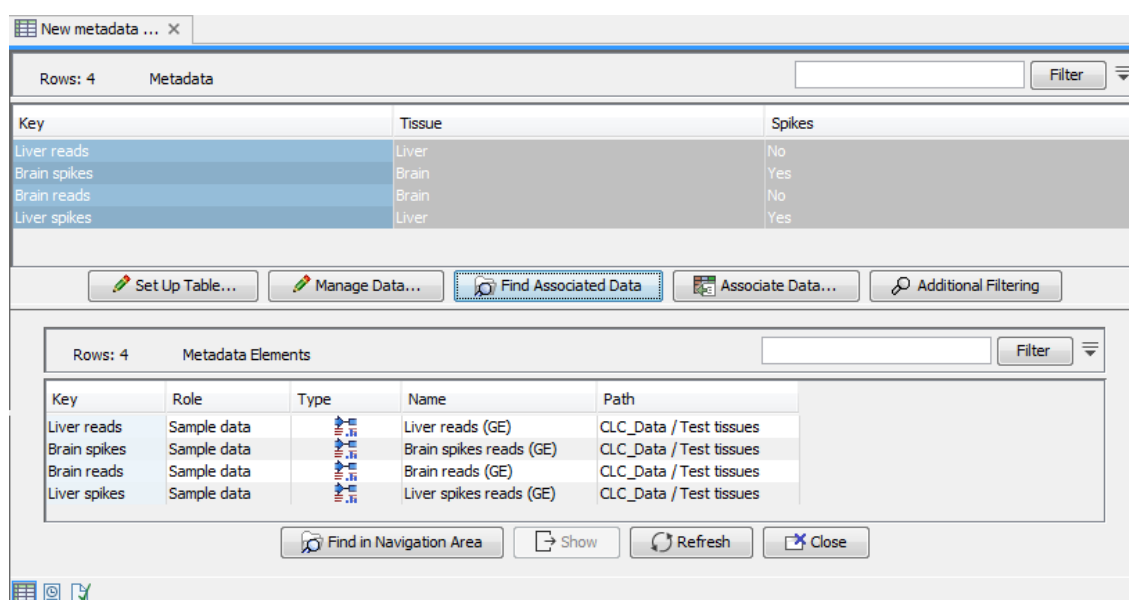 New metadata ...
Rows: 4 Metadata Filter
Key Tissue Spikes
Liver reads Liver No
Brain spikes Brain Yes
Brain reads Brain No
Liver spikes Liver Yes
Set Up Table... Manage Data... Find Associated Data Associate Data... Additional Filtering
Rows: 4 Metadata Elements Filter
Key Role Type Name Path
Liver reads Sample data Liver reads (GE) CLC_Data / Test tissues
Brain spikes Sample data Brain spikes reads (GE) CLC_Data / Test tissues
Brain reads Sample data Brain reads (GE) CLC_Data / Test tissues
Liver spikes Sample data Liver spikes reads (GE) CLC_Data / Test tissues
Find in Navigation Area Show Refresh Close